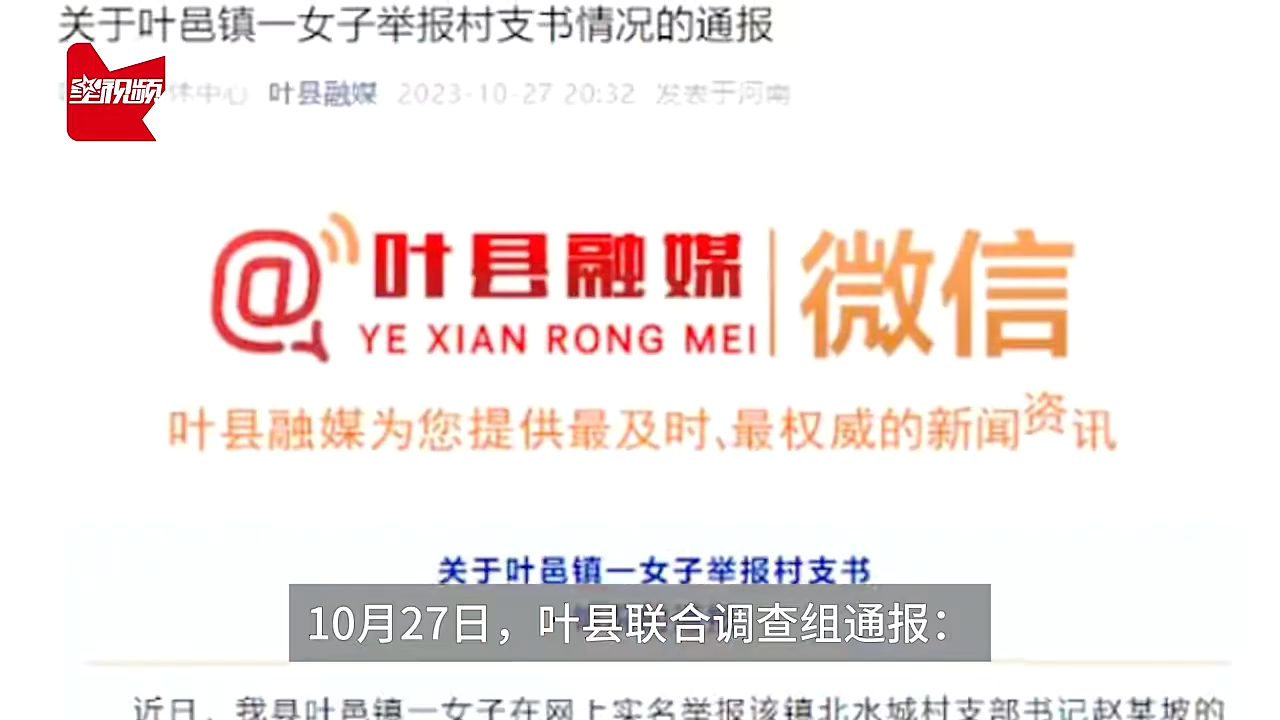 关于叶邑镇一女子举报村支书情况的通报
星视频
体中心 叶县融媒 2023-10-27 20:32 发表于河南
叶县融媒
YE XIAN RONG MEI
微信
叶县融媒为您提供最及时、最权威的新闻资讯
关于叶邑镇一女子举报村支书
10月27日，叶县联合调查组通报：
近日，我县叶邑镇一女子在网上实名举报该镇北水城村支部书记赵某坡的